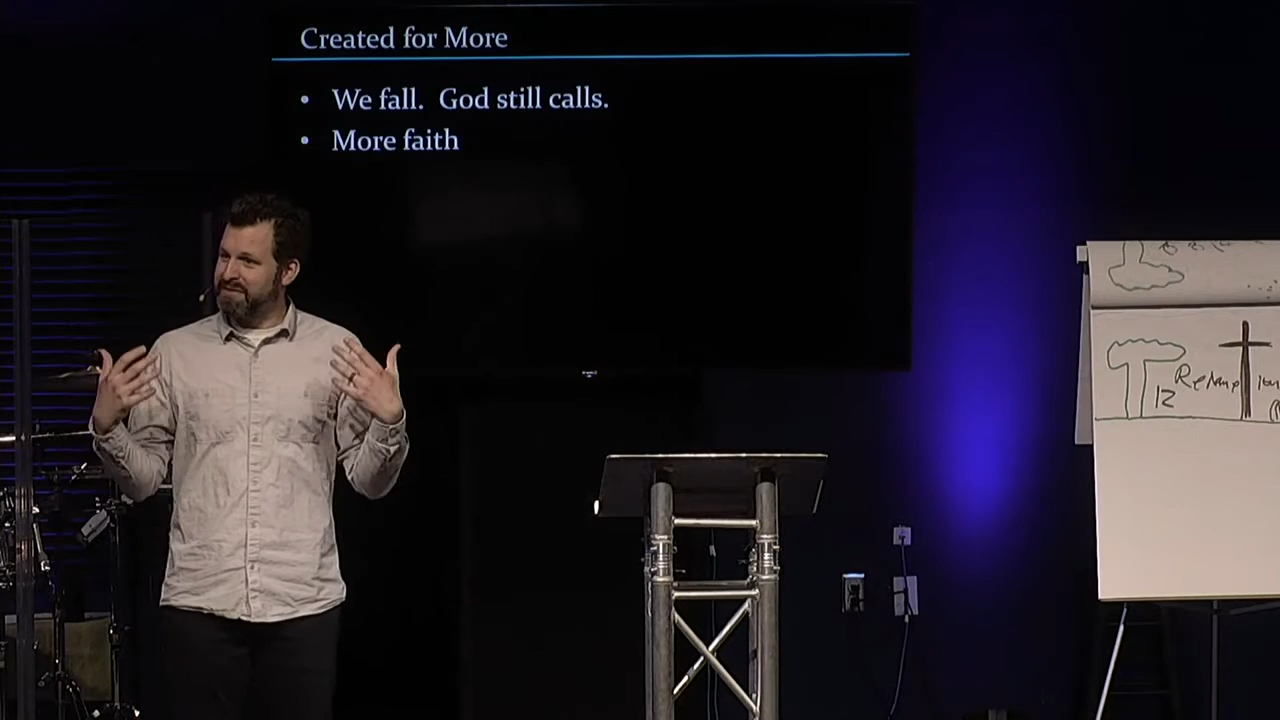 Created for More
• We fall. God still calls.
• More faith
12